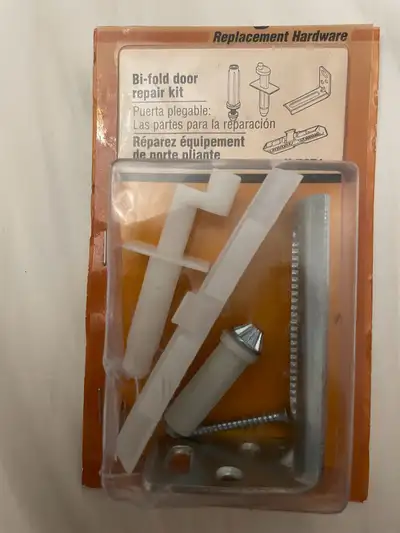 Replacement Hardware
Bi-fold door
repair kit
Puerta plegable:
Las partes para la reparación
Réparez équipement
de porte pliante